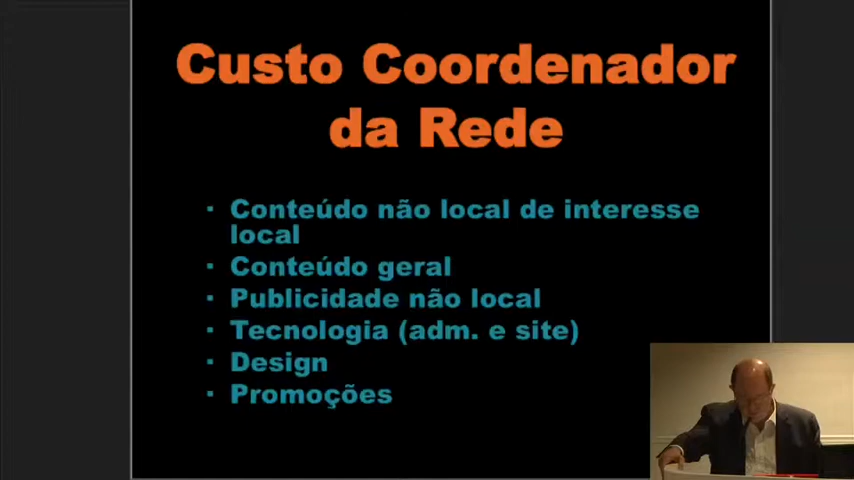 Custo Coordenador
da Rede
Conteúdo não local de interesse
local
Conteúdo geral
Publicidade não local
Tecnologia (adm. e site)
Design
Promoções